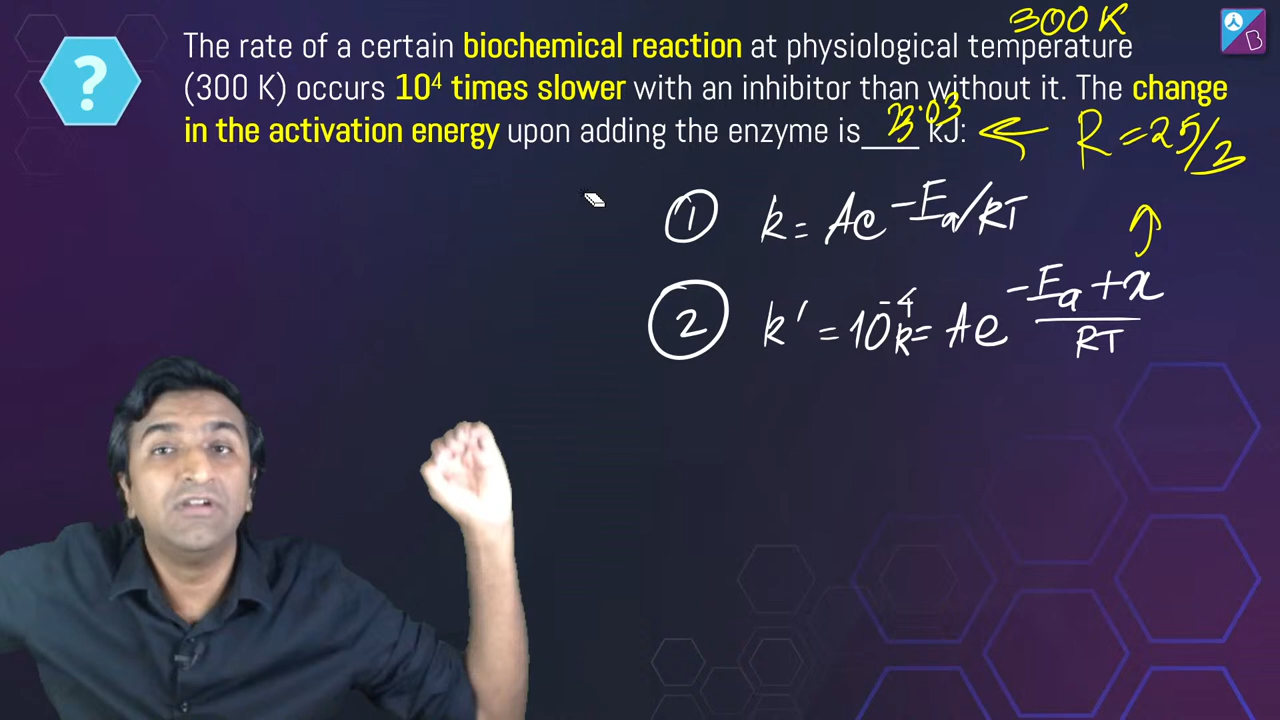 300 K
The rate of a certain biochemical reaction at physiological temperature
(300 K) occurs 10⁴ times slower with an inhibitor than without it. The change
in the activation energy upon adding the enzyme is 23.03 kJ: ← R = 25/3
?
① k = Ae^(-Ea/RT)
② k' = 10^-4 k = Ae^((-Ea + x)/RT)
B